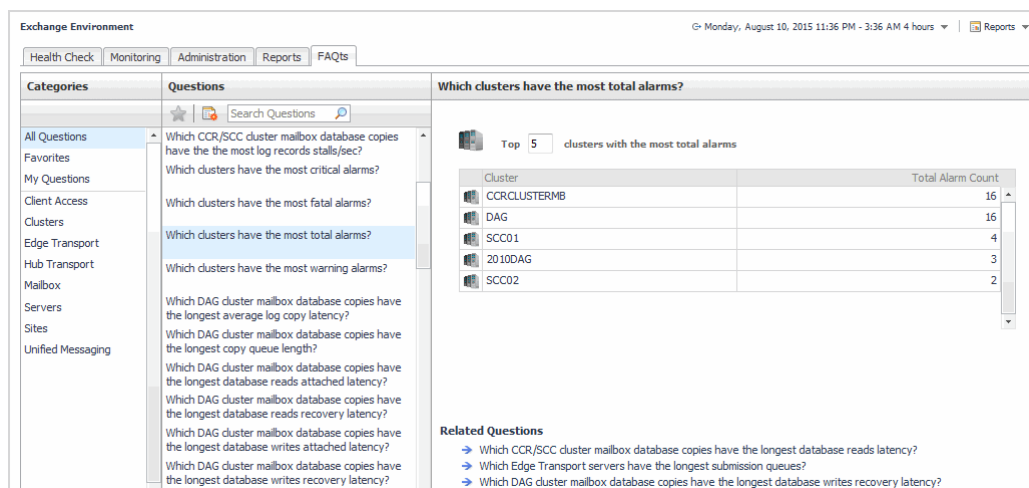 Exchange Environment
Monday, August 10, 2015 11:36 PM - 3:36 AM 4 hours
Reports
Health Check
Monitoring
Administration
Reports
FAQts
Categories
All Questions
Favorites
My Questions
Client Access
Clusters
Edge Transport
Hub Transport
Mailbox
Servers
Sites
Unified Messaging
Questions
Search Questions
Which CCR/SCC cluster mailbox database copies
have the the most log records stalls/sec?
Which clusters have the most critical alarms?
Which clusters have the most fatal alarms?
Which clusters have the most total alarms?
Which clusters have the most warning alarms?
Which DAG cluster mailbox database copies have
the longest average log copy latency?
Which DAG cluster mailbox database copies have
the longest copy queue length?
Which DAG cluster mailbox database copies have
the longest database reads attached latency?
Which DAG cluster mailbox database copies have
the longest database reads recovery latency?
Which DAG cluster mailbox database copies have
the longest database writes attached latency?
Which DAG cluster mailbox database copies have
the longest database writes recovery latency?
Which clusters have the most total alarms?
Top 5 clusters with the most total alarms
Cluster Total Alarm Count
CCRCLUSTERMB 16
DAG 16
SCC01 4
2010DAG 3
SCC02 2
Related Questions
Which CCR/SCC cluster mailbox database copies have the longest database reads latency?
Which Edge Transport servers have the longest submission queues?
Which DAG cluster mailbox database copies have the longest database writes recovery latency?